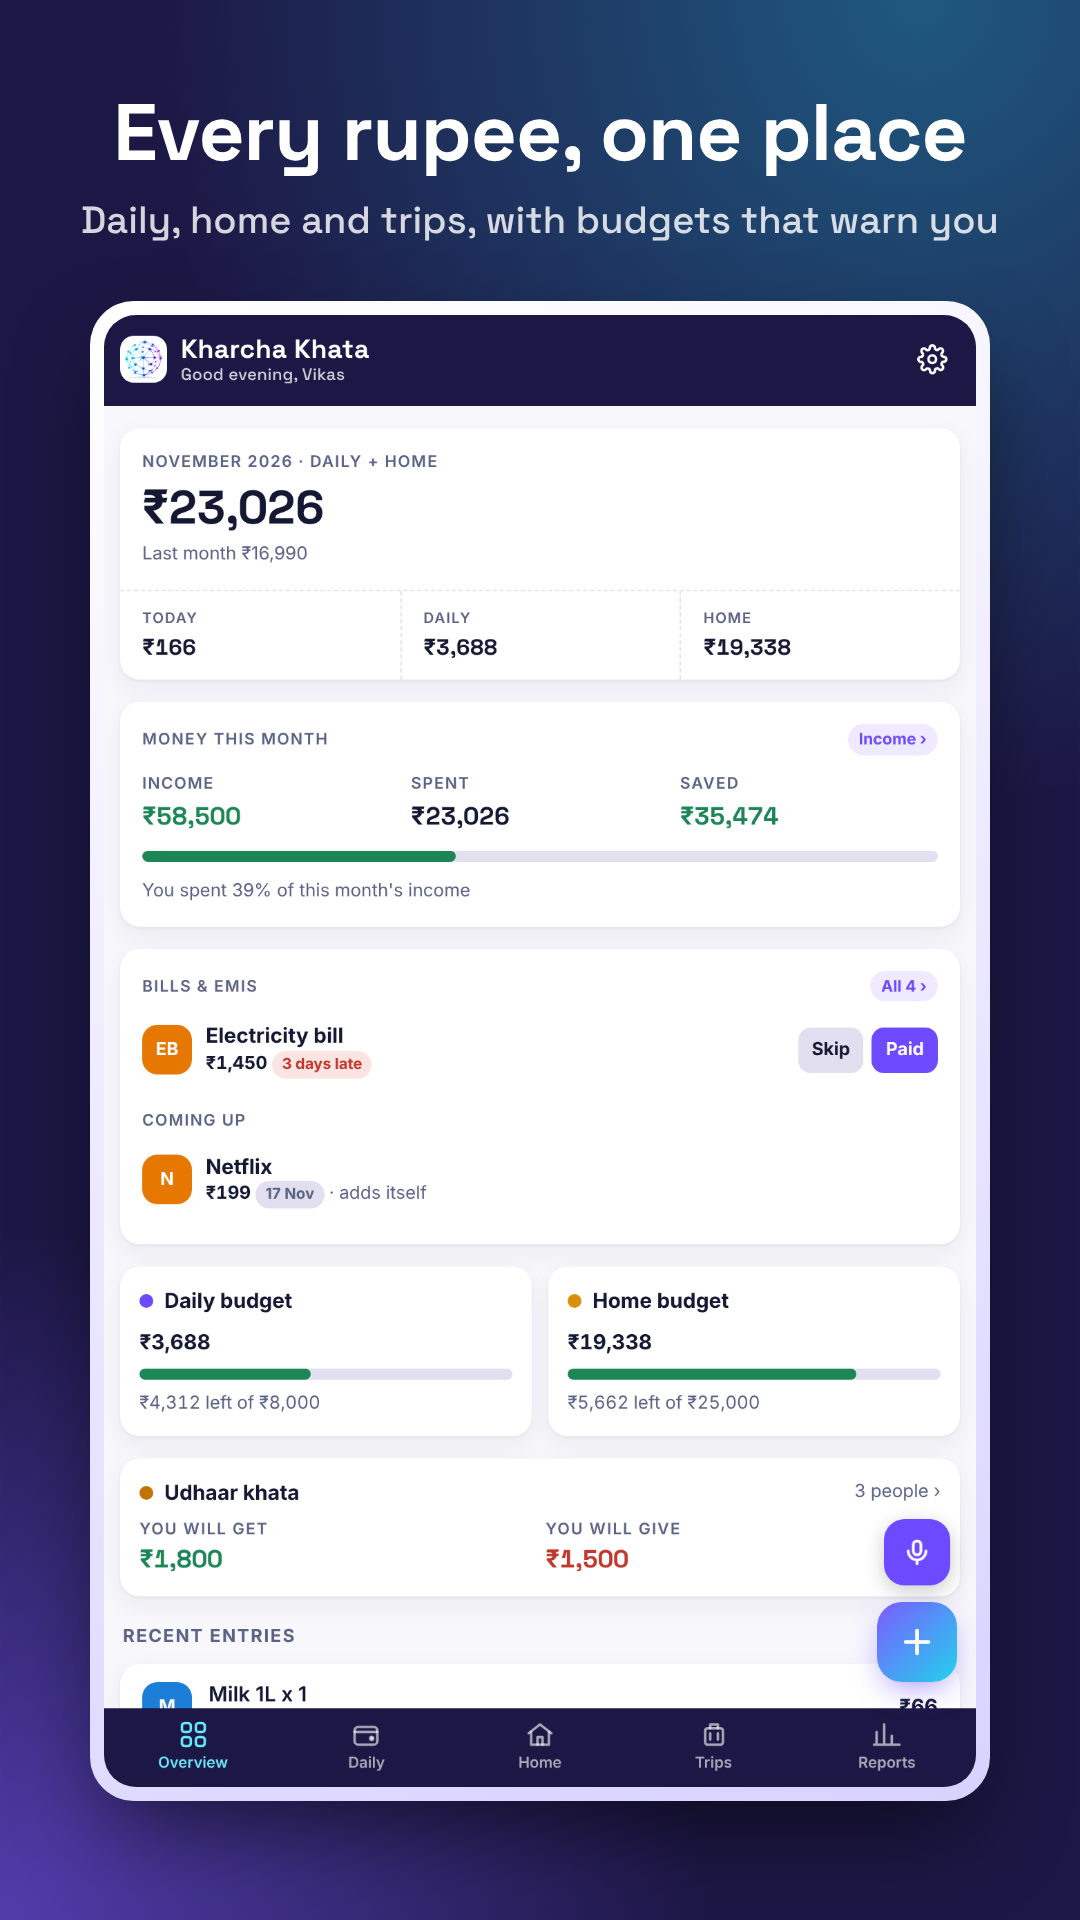 Every rupee, one place
Daily, home and trips, with budgets that warn you
Kharcha Khata
Good evening, Vikas
NOVEMBER 2026 · DAILY + HOME
₹23,026
Last month ₹16,990
TODAY DAILY HOME
₹166 ₹3,688 ₹19,338
MONEY THIS MONTH Income ›
INCOME SPENT SAVED
₹58,500 ₹23,026 ₹35,474
You spent 39% of this month's income
BILLS & EMIS All 4 ›
EB Electricity bill
₹1,450 3 days late Skip Paid
COMING UP
N Netflix
₹199 17 Nov · adds itself
Daily budget Home budget
₹3,688 ₹19,338
₹4,312 left of ₹8,000 ₹5,662 left of ₹25,000
Udhaar khata 3 people ›
YOU WILL GET YOU WILL GIVE
₹1,800 ₹1,500
RECENT ENTRIES
M Milk 1L x 1 ₹66
Overview Daily Home Trips Reports